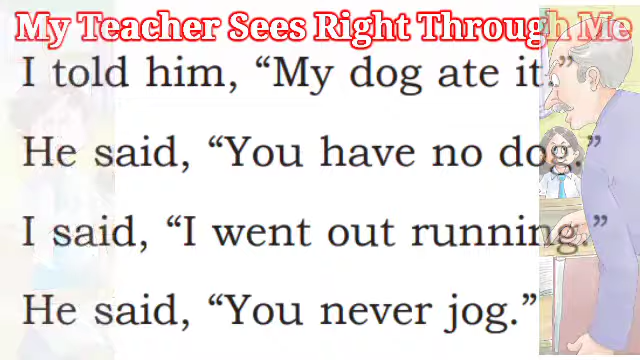 My Teacher Sees Right Through Me
I told him, “My dog ate it.”
He said, “You have no dog.”
I said, “I went out running.”
He said, “You never jog.”